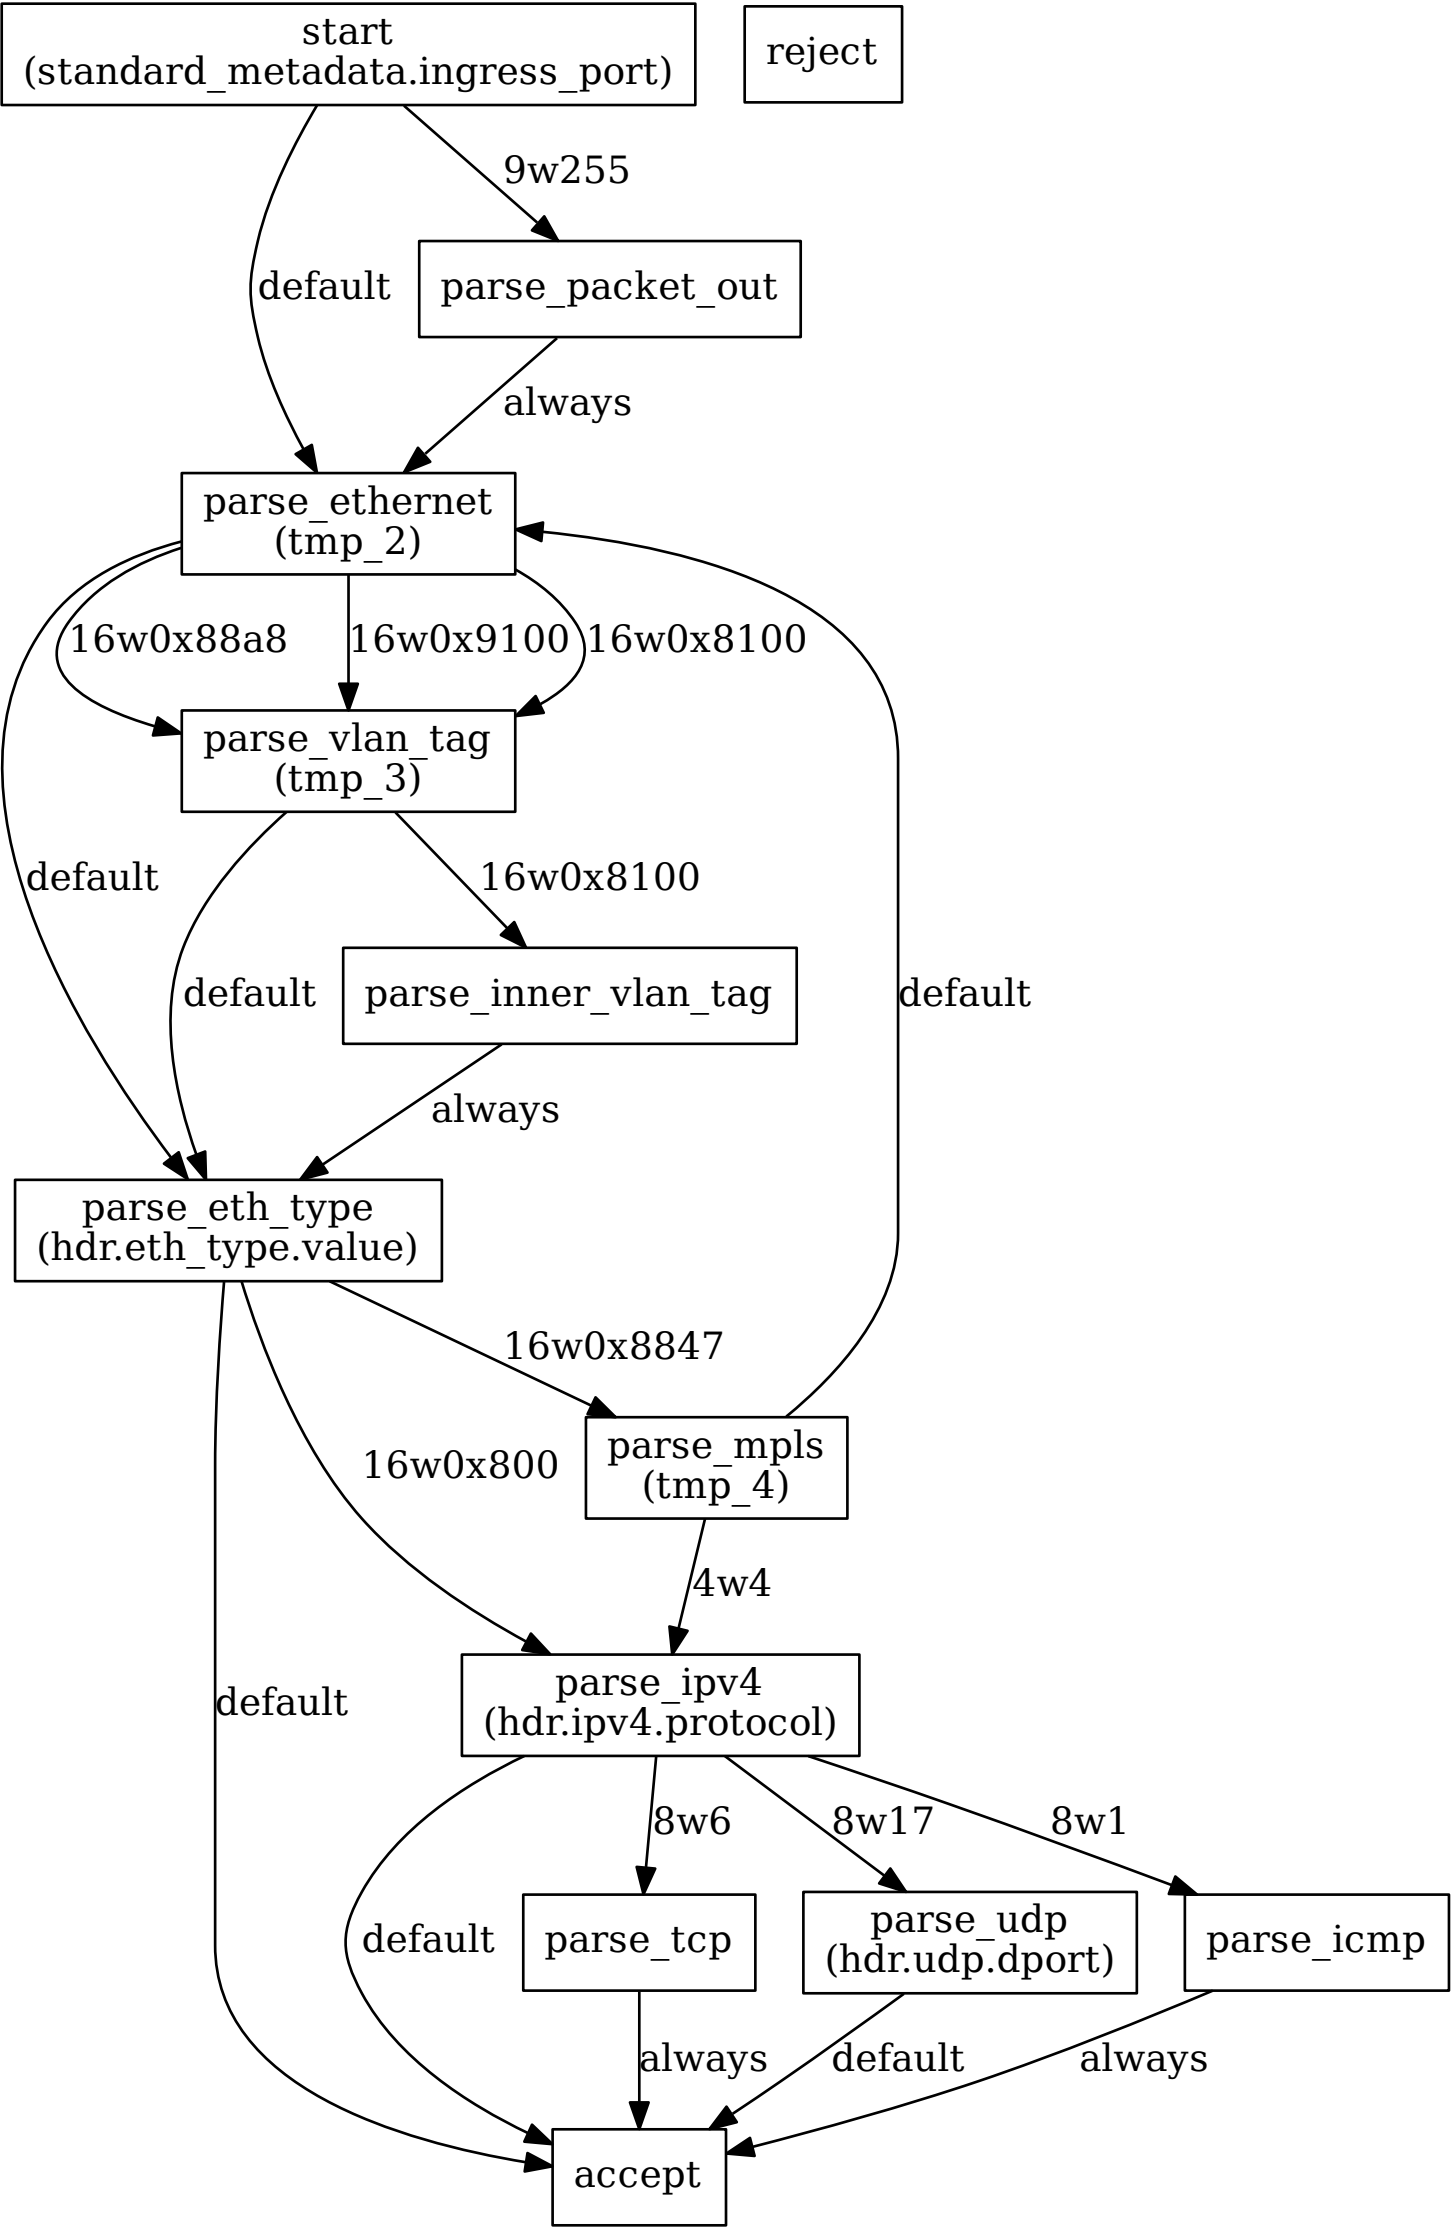 start
(standard_metadata.ingress_port)
reject
9w255
default
parse_packet_out
always
parse_ethernet
(tmp_2)
16w0x88a8
16w0x9100
16w0x8100
parse_vlan_tag
(tmp_3)
default
16w0x8100
default
parse_inner_vlan_tag
default
always
parse_eth_type
(hdr.eth_type.value)
16w0x8847
16w0x800
parse_mpls
(tmp_4)
4w4
default
parse_ipv4
(hdr.ipv4.protocol)
8w6
8w17
8w1
default
parse_tcp
parse_udp
(hdr.udp.dport)
parse_icmp
always
default
always
accept